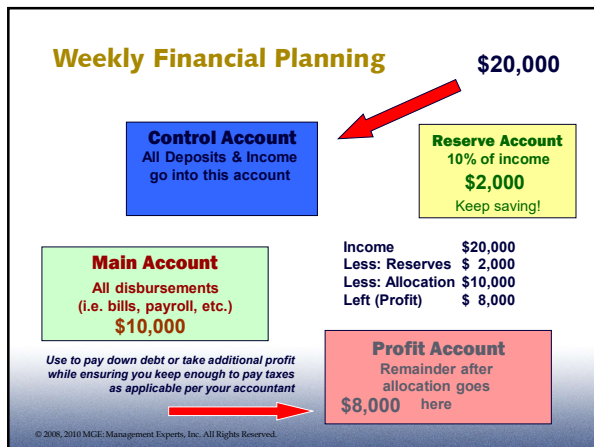 Weekly Financial Planning
$20,000
Control Account
All Deposits & Income
go into this account
Reserve Account
10% of income
$2,000
Keep saving!
Main Account
All disbursements
(i.e. bills, payroll, etc.)
$10,000
Income $20,000
Less: Reserves $ 2,000
Less: Allocation $10,000
Left (Profit) $ 8,000
Use to pay down debt or take additional profit
while ensuring you keep enough to pay taxes
as applicable per your accountant
Profit Account
Remainder after
allocation goes
$8,000 here
© 2008, 2010 MGE: Management Experts, Inc. All Rights Reserved.